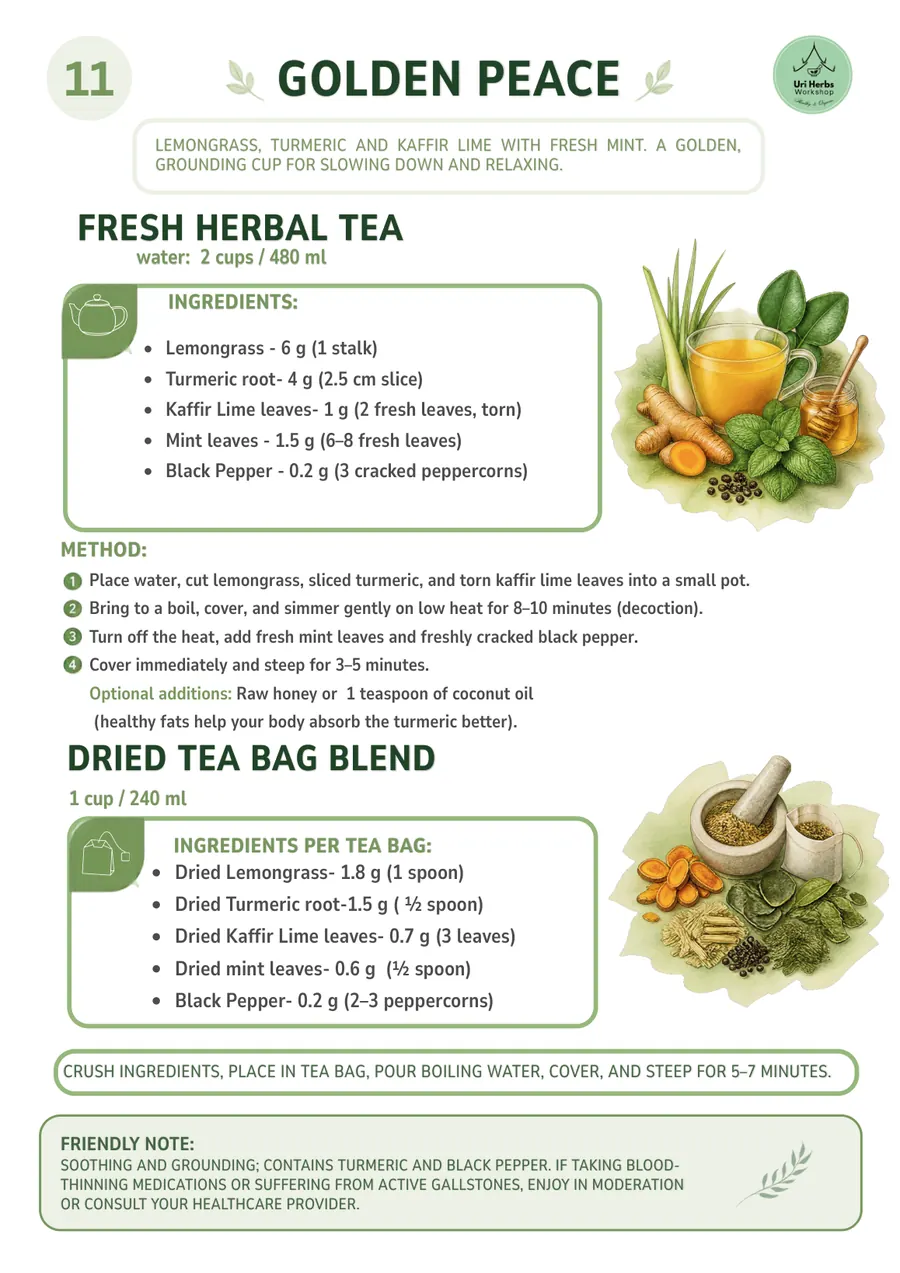 11
GOLDEN PEACE
Uri Herbs
Workshop
LEMONGRASS, TURMERIC AND KAFFIR LIME WITH FRESH MINT. A GOLDEN,
GROUNDING CUP FOR SLOWING DOWN AND RELAXING.
FRESH HERBAL TEA
water: 2 cups / 480 ml
INGREDIENTS:
• Lemongrass - 6 g (1 stalk)
• Turmeric root- 4 g (2.5 cm slice)
• Kaffir Lime leaves- 1 g (2 fresh leaves, torn)
• Mint leaves - 1.5 g (6–8 fresh leaves)
• Black Pepper - 0.2 g (3 cracked peppercorns)
METHOD:
1 Place water, cut lemongrass, sliced turmeric, and torn kaffir lime leaves into a small pot.
2 Bring to a boil, cover, and simmer gently on low heat for 8–10 minutes (decoction).
3 Turn off the heat, add fresh mint leaves and freshly cracked black pepper.
4 Cover immediately and steep for 3–5 minutes.
Optional additions: Raw honey or 1 teaspoon of coconut oil
(healthy fats help your body absorb the turmeric better).
DRIED TEA BAG BLEND
1 cup / 240 ml
INGREDIENTS PER TEA BAG:
• Dried Lemongrass- 1.8 g (1 spoon)
• Dried Turmeric root-1.5 g ( ½ spoon)
• Dried Kaffir Lime leaves- 0.7 g (3 leaves)
• Dried mint leaves- 0.6 g (½ spoon)
• Black Pepper- 0.2 g (2–3 peppercorns)
CRUSH INGREDIENTS, PLACE IN TEA BAG, POUR BOILING WATER, COVER, AND STEEP FOR 5–7 MINUTES.
FRIENDLY NOTE:
SOOTHING AND GROUNDING; CONTAINS TURMERIC AND BLACK PEPPER. IF TAKING BLOOD-
THINNING MEDICATIONS OR SUFFERING FROM ACTIVE GALLSTONES, ENJOY IN MODERATION
OR CONSULT YOUR HEALTHCARE PROVIDER.